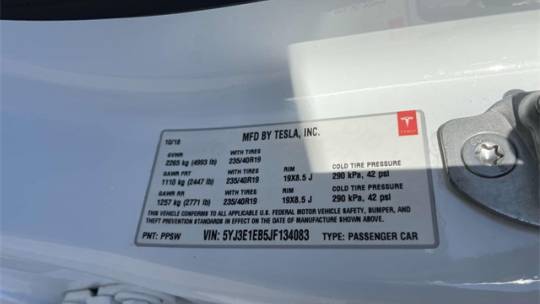 10/18 MFD BY TESLA, INC.
GVWR WITH TIRES
2265 kg (4993 lb) 235/40R19 RIM COLD TIRE PRESSURE
GAWR FRT WITH TIRES 19X8.5 J 290 kPa, 42 psi
1110 kg (2447 lb) 235/40R19
GAWR RR WITH TIRES RIM COLD TIRE PRESSURE
1257 kg (2771 lb) 235/40R19 19X8.5 J 290 kPa, 42 psi
THIS VEHICLE CONFORMS TO ALL APPLICABLE U.S. FEDERAL MOTOR VEHICLE SAFETY, BUMPER, AND
THEFT PREVENTION STANDARDS IN EFFECT ON THE DATE OF MANUFACTURE SHOWN ABOVE.
PNT: PPSW VIN: 5YJ3E1EB5JF134083 TYPE: PASSENGER CAR